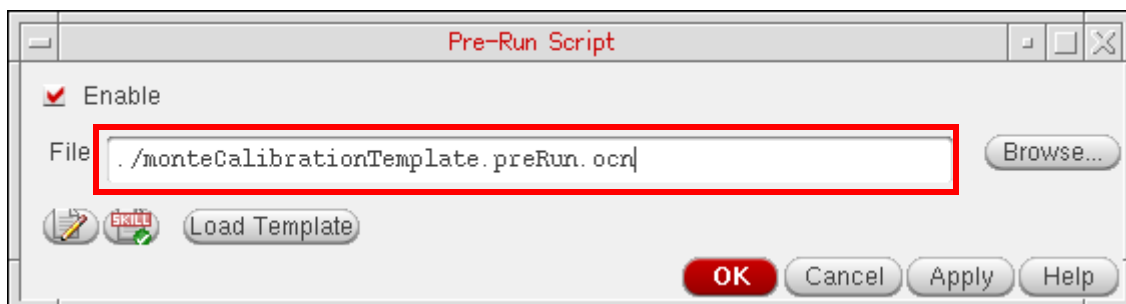 Pre-Run Script
Enable
File ./monteCalibrationTemplate.preRun.ocn Browse...
SKILL Load Template
OK Cancel Apply Help